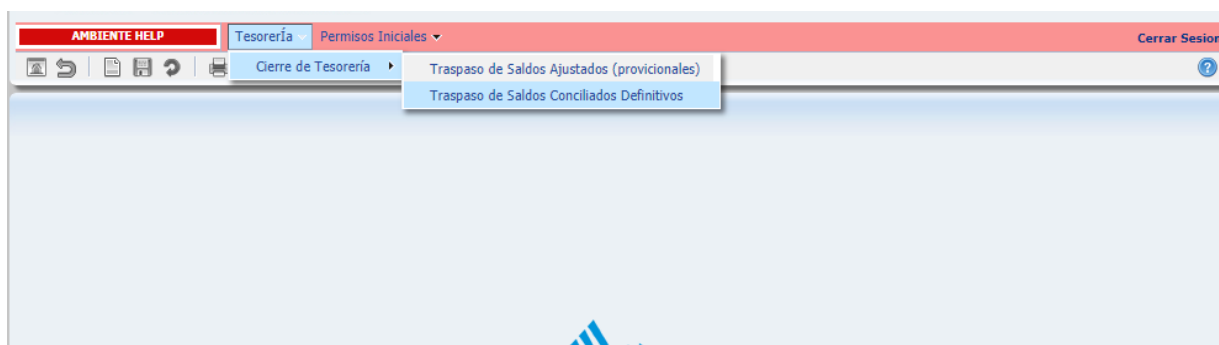 AMBIENTE HELP Tesorería Permisos Iniciales Cerrar Sesion
Cierre de Tesorería Traspaso de Saldos Ajustados (provicionales)
Traspaso de Saldos Conciliados Definitivos